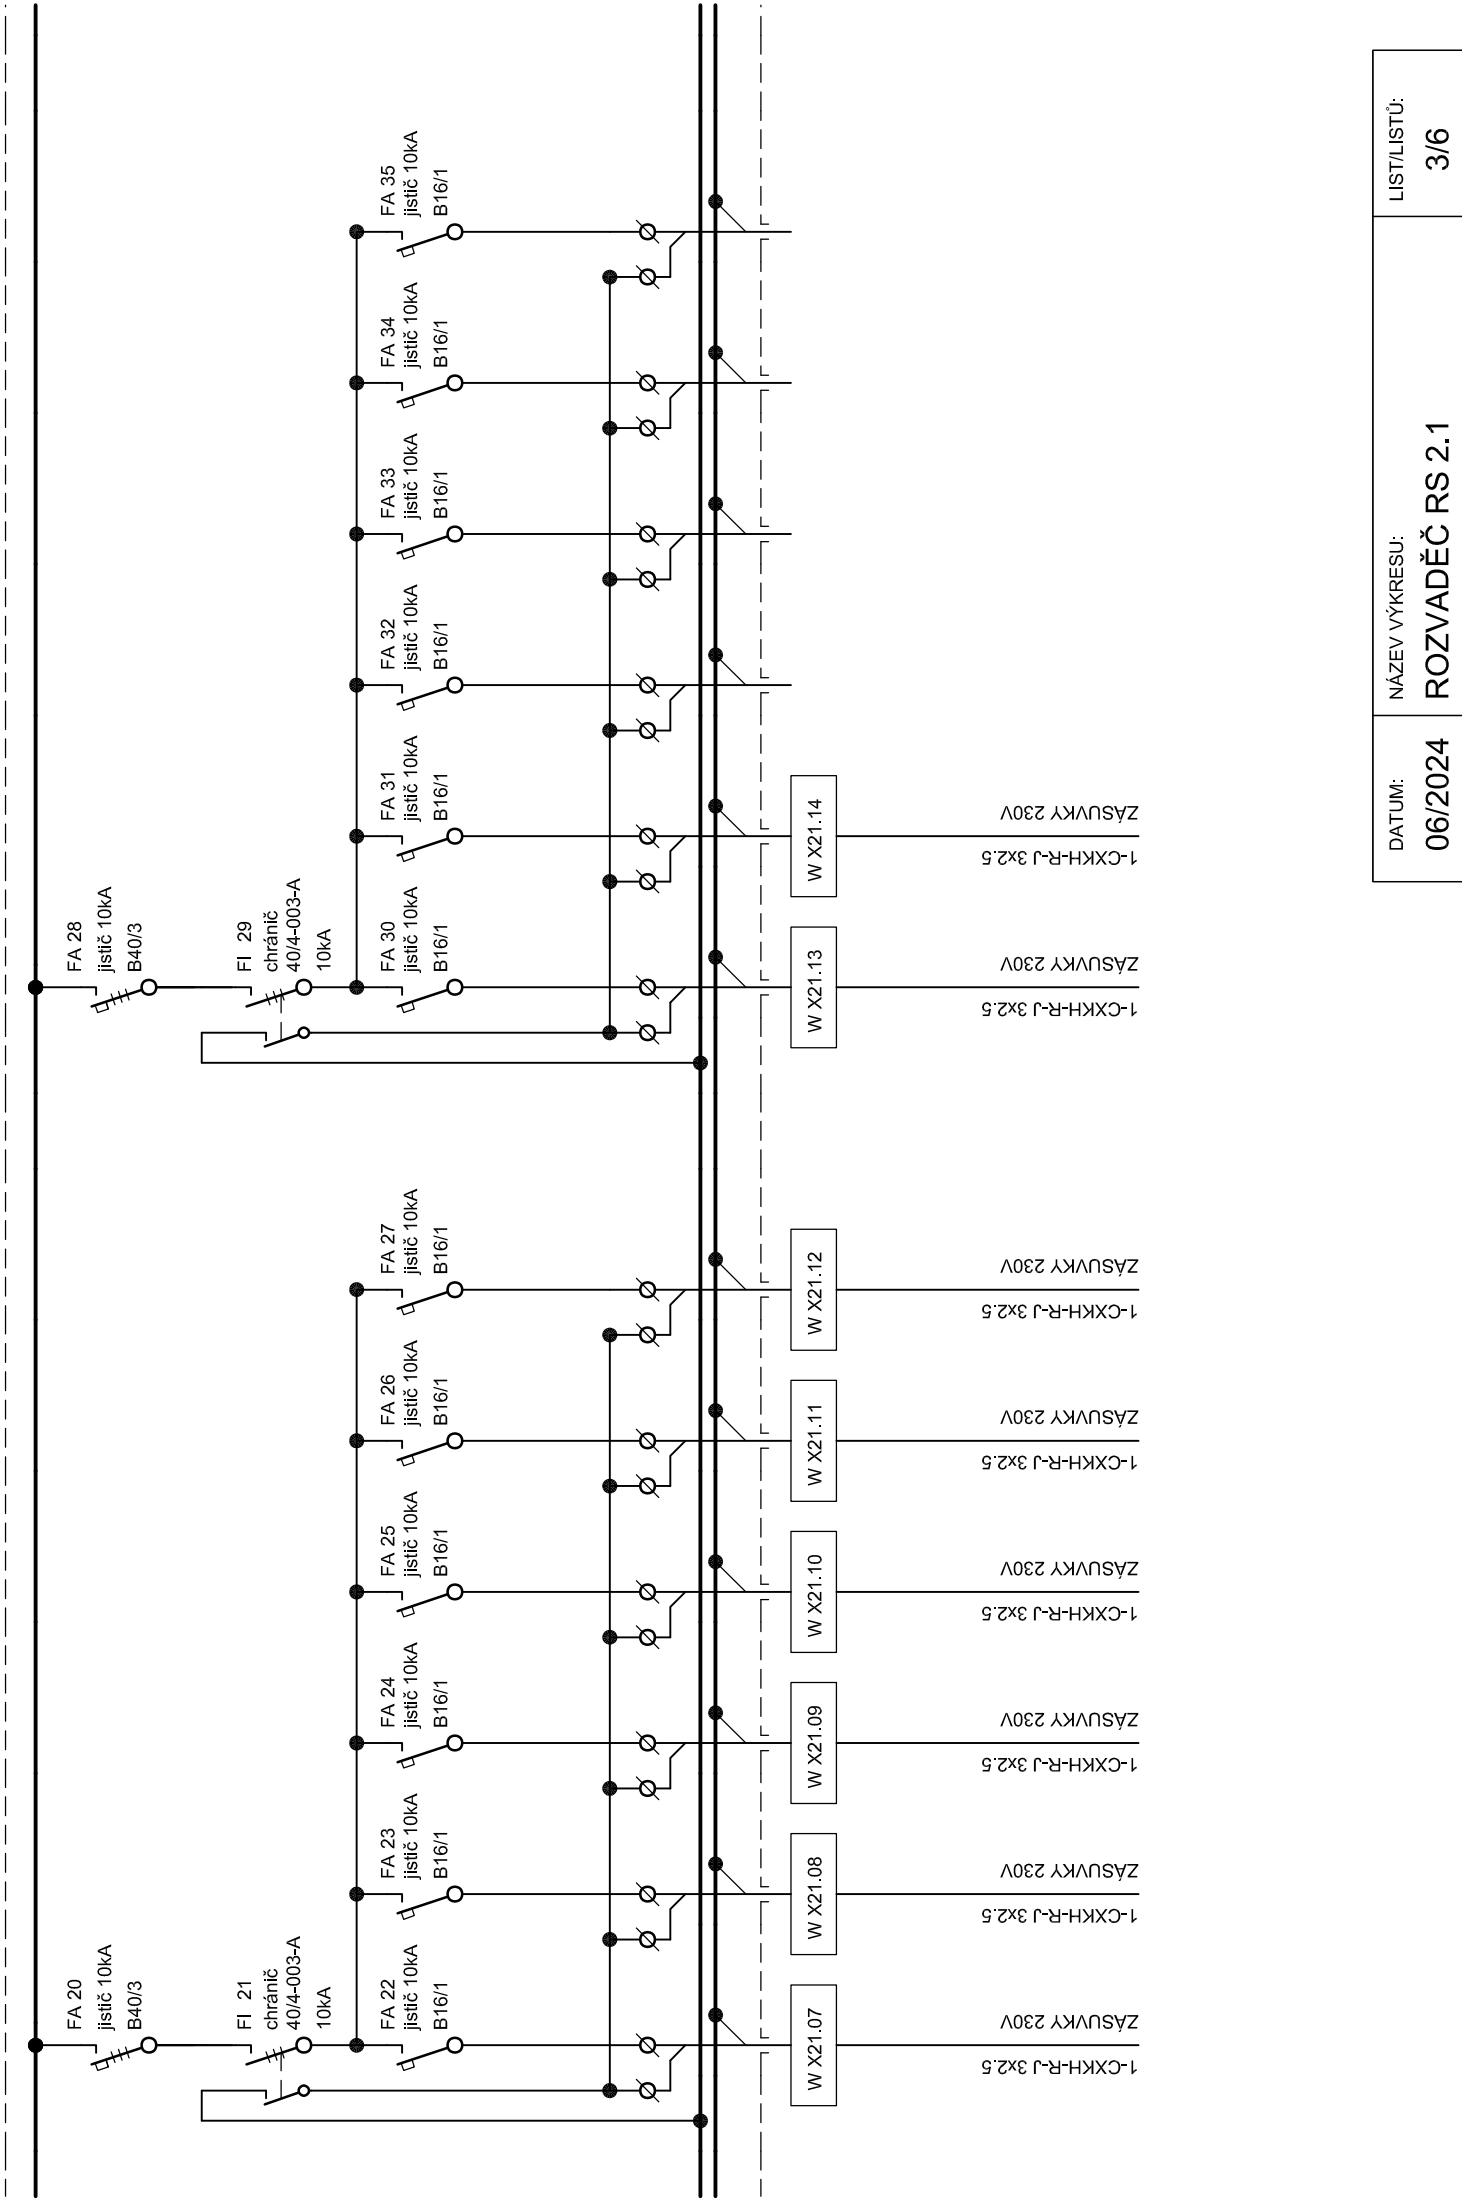 FA 20
jistič 10kA
B40/3
FI 21
chránič
40/4-003-A
10kA
FA 22
jistič 10kA
B16/1
FA 23
jistič 10kA
B16/1
FA 24
jistič 10kA
B16/1
FA 25
jistič 10kA
B16/1
FA 26
jistič 10kA
B16/1
FA 27
jistič 10kA
B16/1
FA 28
jistič 10kA
B40/3
FI 29
chránič
40/4-003-A
10kA
FA 30
jistič 10kA
B16/1
FA 31
jistič 10kA
B16/1
FA 32
jistič 10kA
B16/1
FA 33
jistič 10kA
B16/1
FA 34
jistič 10kA
B16/1
FA 35
jistič 10kA
B16/1
W X21.07
1-CXKH-R-J 3x2.5
ZÁSUVKY 230V
W X21.08
1-CXKH-R-J 3x2.5
ZÁSUVKY 230V
W X21.09
1-CXKH-R-J 3x2.5
ZÁSUVKY 230V
W X21.10
1-CXKH-R-J 3x2.5
ZÁSUVKY 230V
W X21.11
1-CXKH-R-J 3x2.5
ZÁSUVKY 230V
W X21.12
1-CXKH-R-J 3x2.5
ZÁSUVKY 230V
W X21.13
1-CXKH-R-J 3x2.5
ZÁSUVKY 230V
W X21.14
1-CXKH-R-J 3x2.5
ZÁSUVKY 230V
DATUM:
06/2024
NÁZEV VÝKRESU:
ROZVADĚČ RS 2.1
LIST/LISTŮ:
3/6